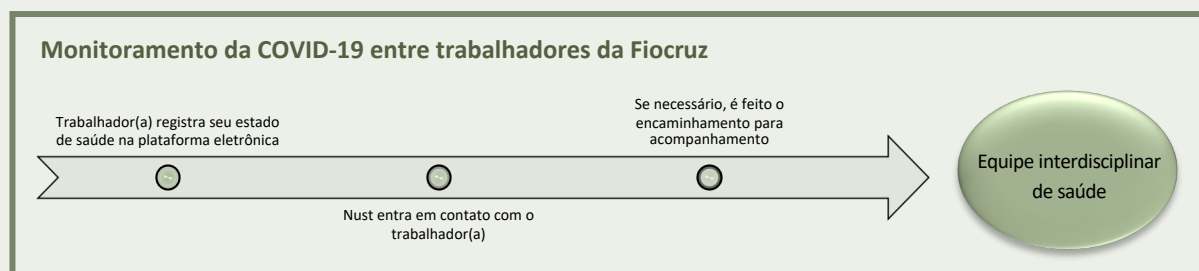 Monitoramento da COVID-19 entre trabalhadores da Fiocruz
Trabalhador(a) registra seu estado
de saúde na plataforma eletrônica
Nust entra em contato com o
trabalhador(a)
Se necessário, é feito o
encaminhamento para
acompanhamento
Equipe interdisciplinar
de saúde